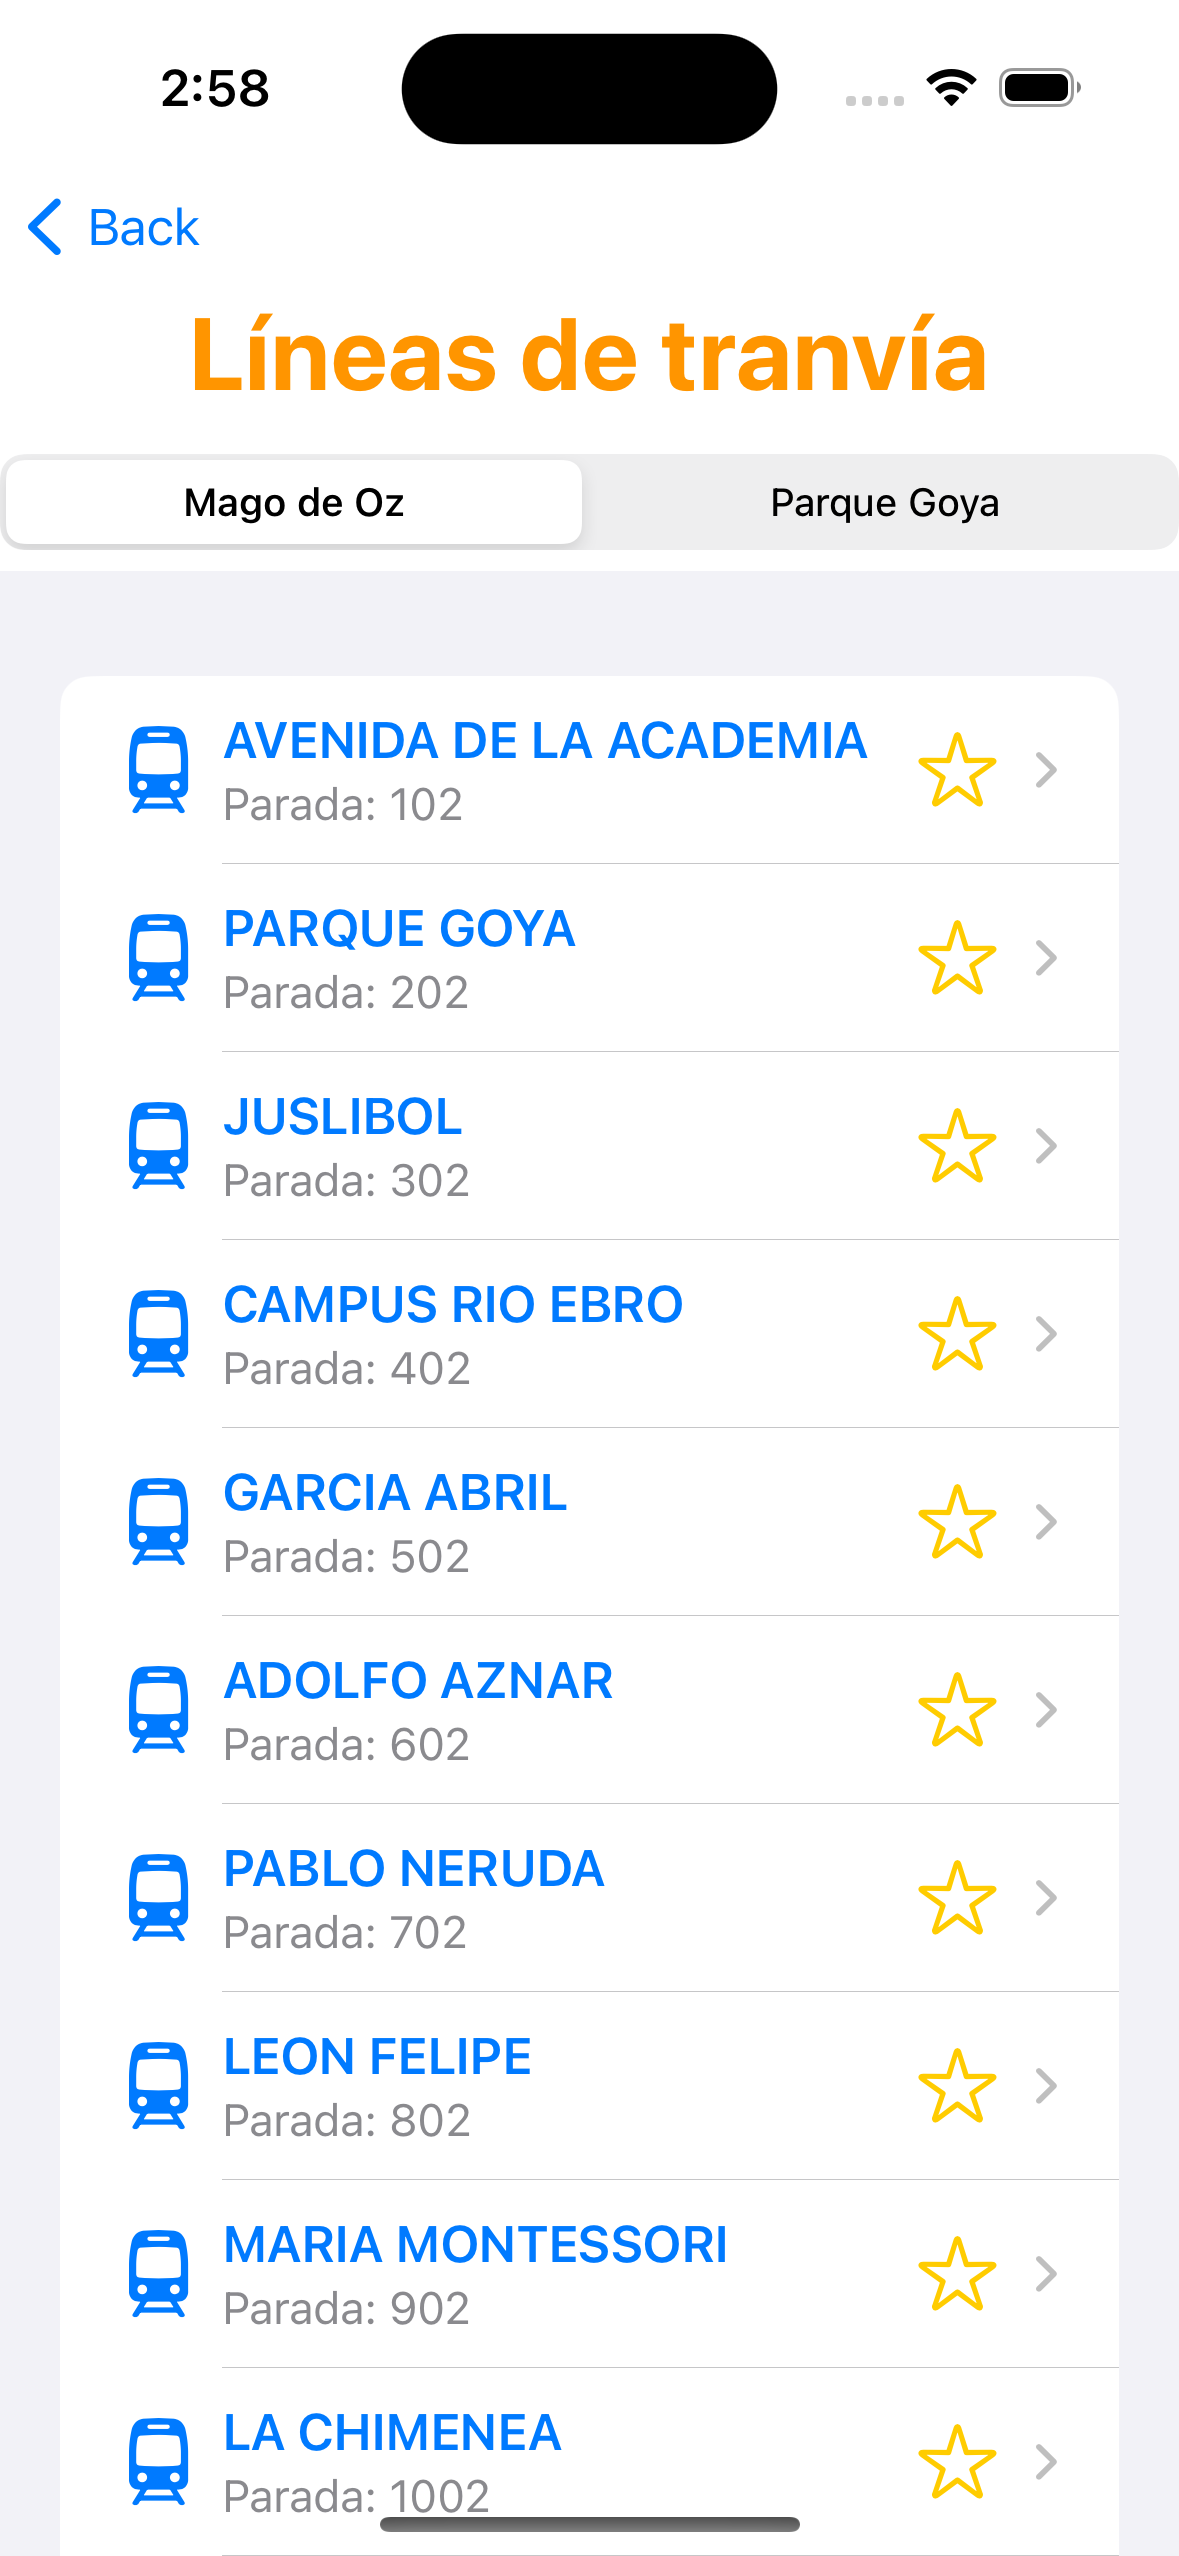 2:58
Back
Líneas de tranvía
Mago de Oz
Parque Goya
AVENIDA DE LA ACADEMIA
Parada: 102
PARQUE GOYA
Parada: 202
JUSLIBOL
Parada: 302
CAMPUS RIO EBRO
Parada: 402
GARCIA ABRIL
Parada: 502
ADOLFO AZNAR
Parada: 602
PABLO NERUDA
Parada: 702
LEON FELIPE
Parada: 802
MARIA MONTESSORI
Parada: 902
LA CHIMENEA
Parada: 1002